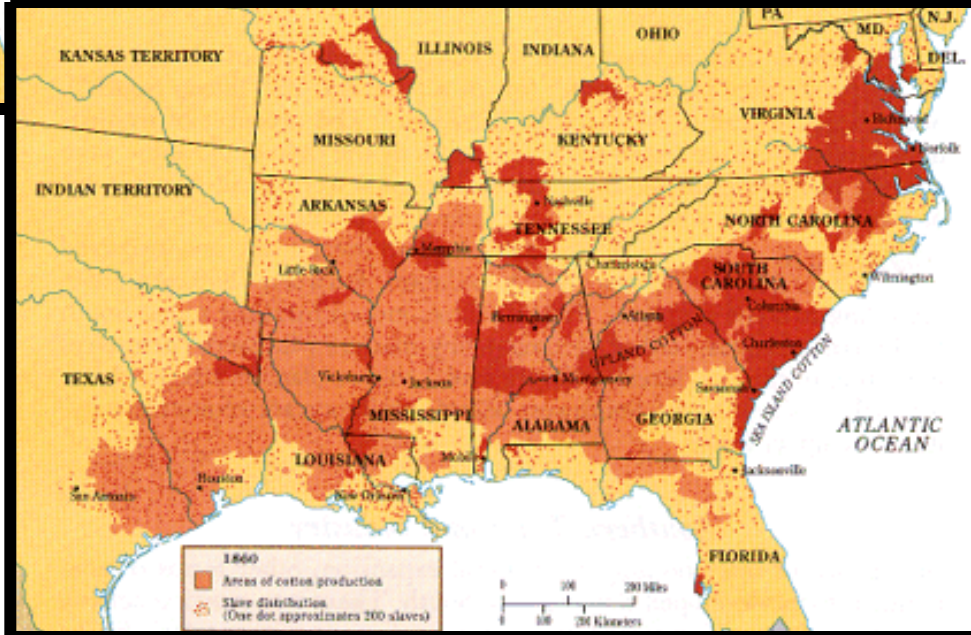 PA
N.J.
OHIO
MD.
ILLINOIS
INDIANA
KANSAS TERRITORY
DEL.
VIRGINIA
Richmond
MISSOURI
KENTUCKY
Norfolk
INDIAN TERRITORY
ARKANSAS
Nashville
NORTH CAROLINA
TENNESSEE
Memphis
Chattanooga
Little Rock
SOUTH
CAROLINA
Wilmington
Columbia
Birmingham
Atlanta
UPLAND COTTON
Charleston
TEXAS
Vicksburg
Jackson
Montgomery
Savannah
SEA ISLAND COTTON
MISSISSIPPI
ALABAMA
GEORGIA
ATLANTIC
OCEAN
LOUISIANA
Mobile
Jacksonville
Houston
San Antonio
New Orleans
FLORIDA
1860
Areas of cotton production
Slave distribution
(One dot approximates 200 slaves)
0 100 200 Miles
0 100 200 Kilometers